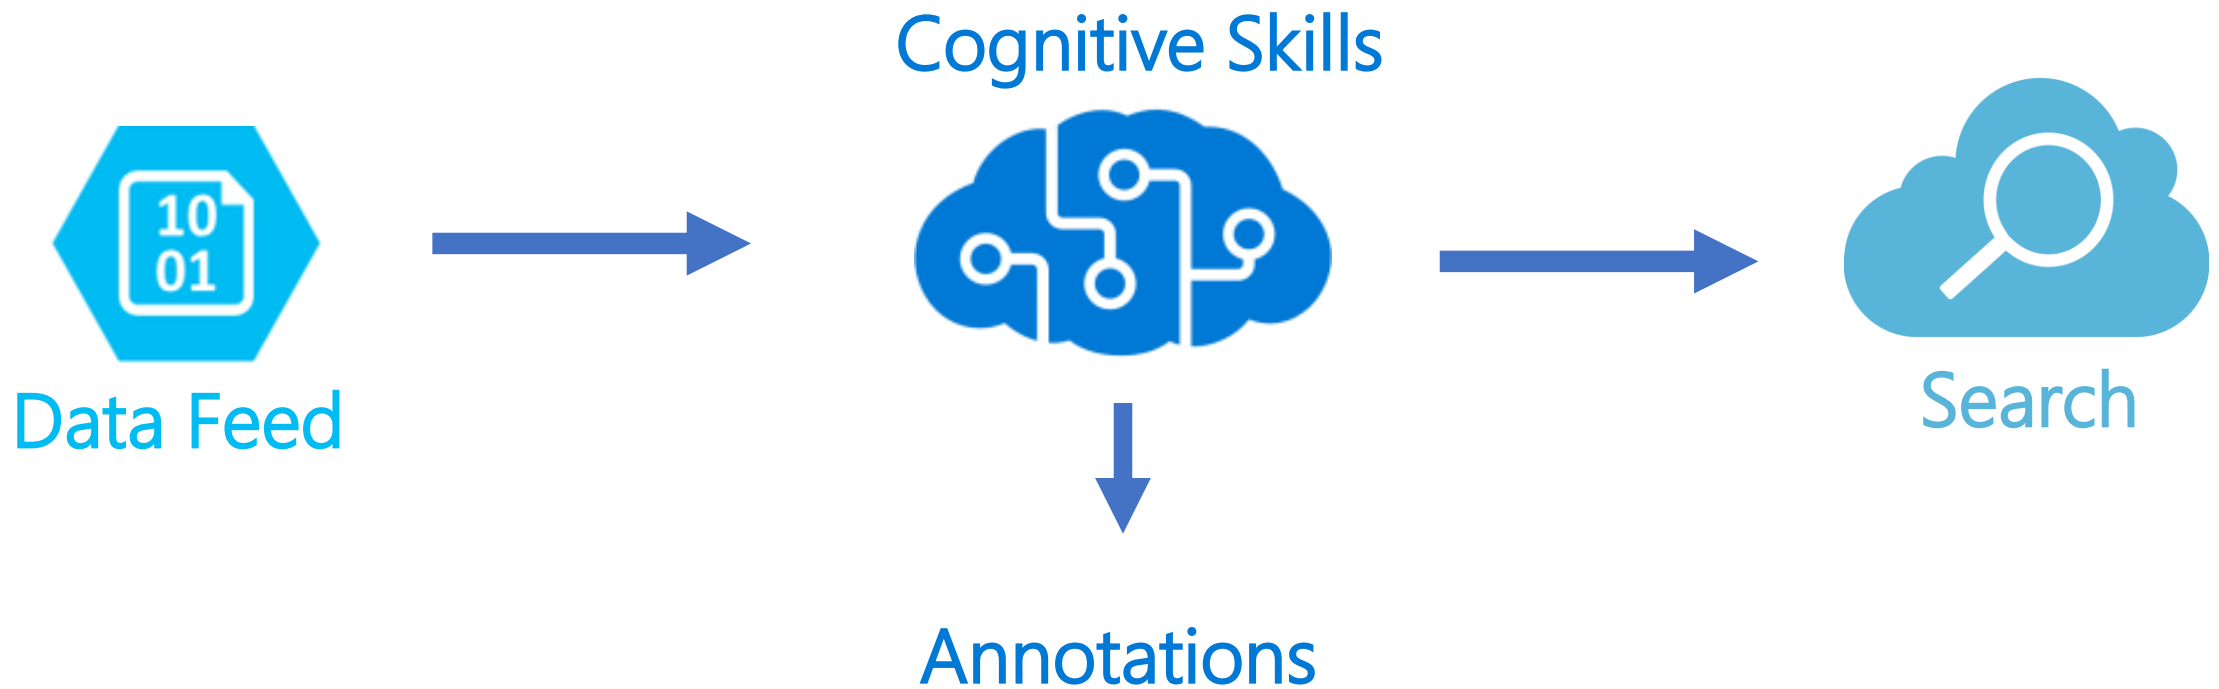 Cognitive Skills
10
01
Data Feed
Search
Annotations